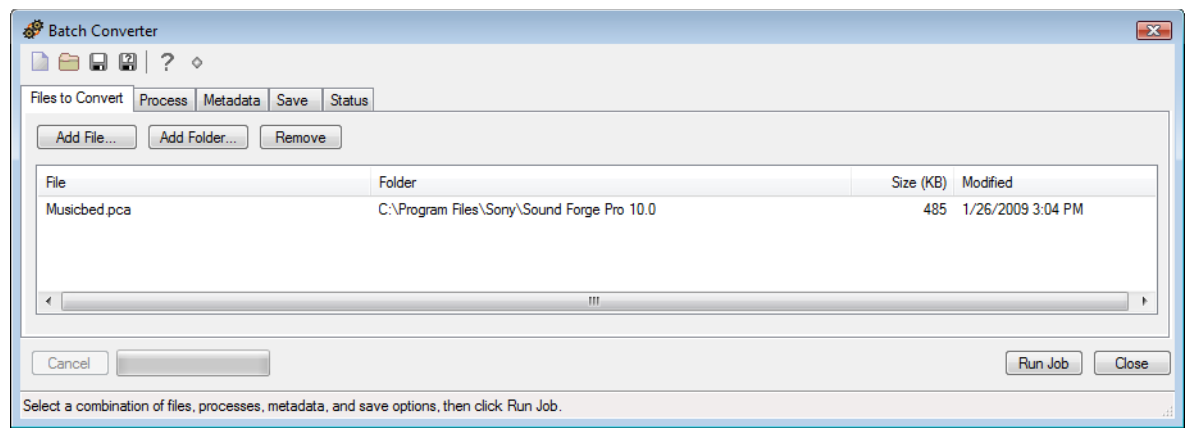 Batch Converter
?
Files to Convert Process Metadata Save Status
Add File... Add Folder... Remove
File Folder Size (KB) Modified
Musicbed.pca C:\Program Files\Sony\Sound Forge Pro 10.0 485 1/26/2009 3:04 PM
Cancel Run Job Close
Select a combination of files, processes, metadata, and save options, then click Run Job.